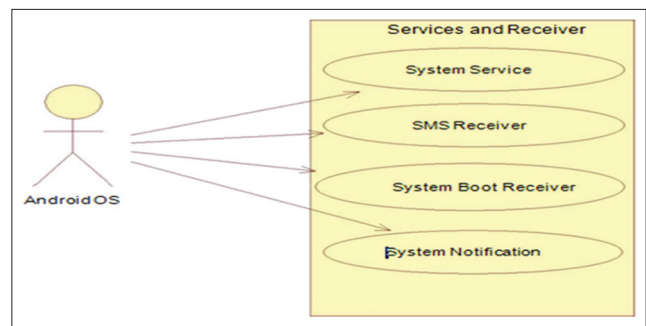 Services and Receiver
System Service
SMS Receiver
System Boot Receiver
System Notification
Android OS